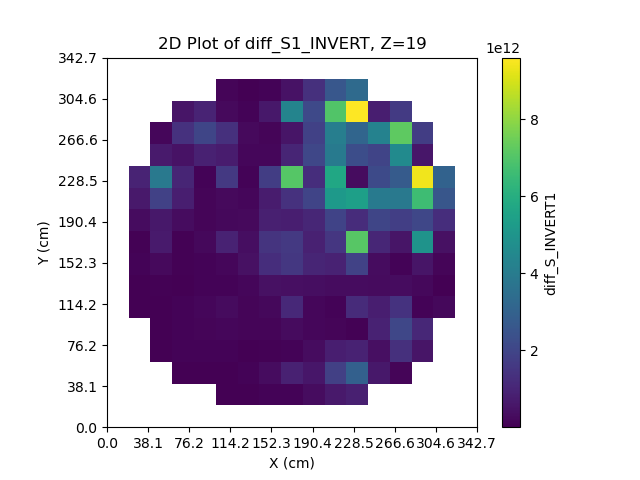 2D Plot of diff_S1_INVERT, Z=19
1e12
342.7
304.6
266.6
228.5
190.4
152.3
114.2
76.2
38.1
0.0
Y (cm)
0.0 38.1 76.2 114.2 152.3 190.4 228.5 266.6 304.6 342.7
X (cm)
8
6
4
2
diff_S_INVERT1